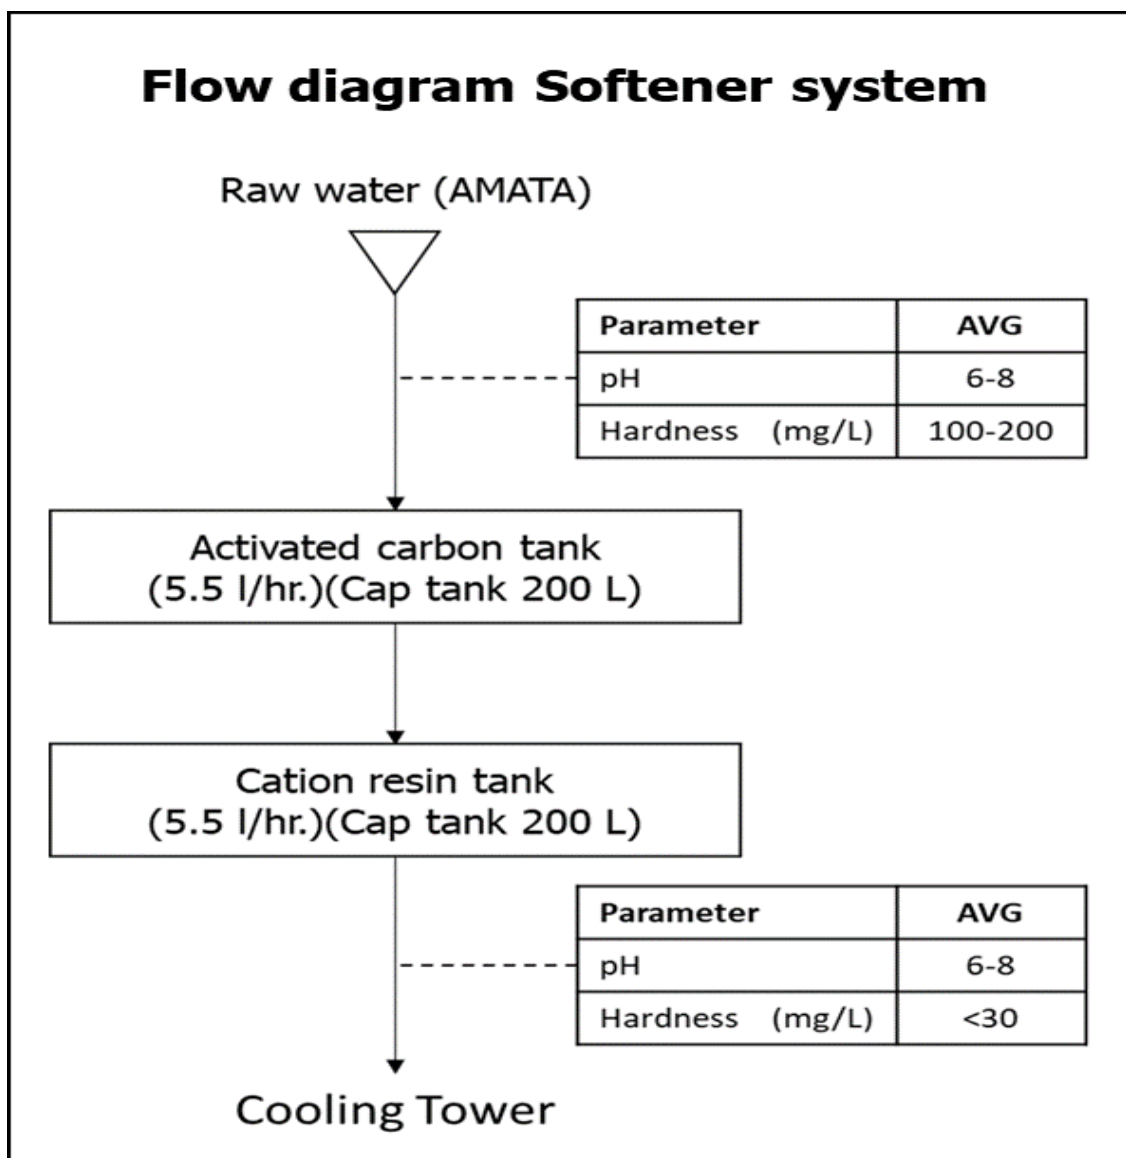 Flow diagram Softener system
Raw water (AMATA)
Parameter AVG
pH 6-8
Hardness (mg/L) 100-200
Activated carbon tank
(5.5 l/hr.)(Cap tank 200 L)
Cation resin tank
(5.5 l/hr.)(Cap tank 200 L)
Parameter AVG
pH 6-8
Hardness (mg/L) <30
Cooling Tower